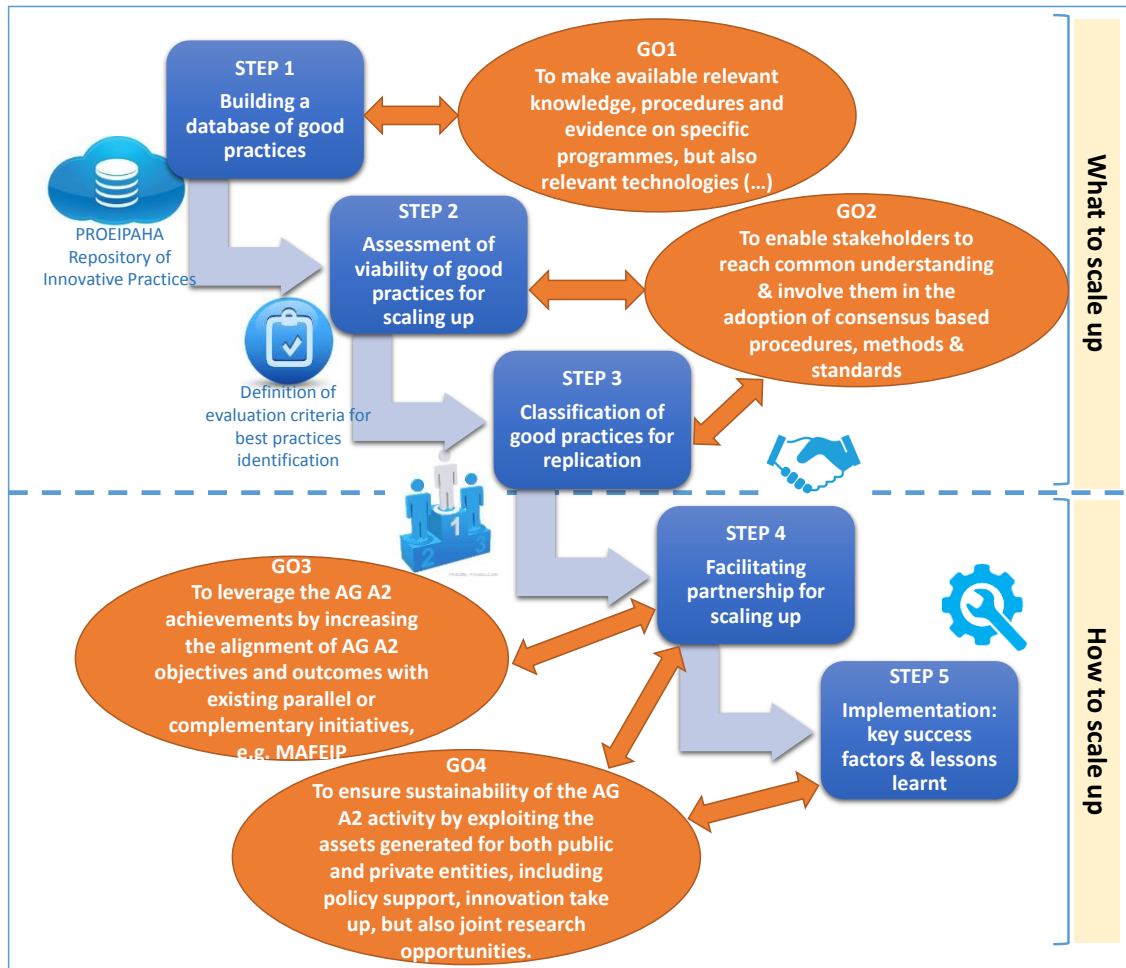 STEP 1
Building a
database of good
practices
GO1
To make available relevant
knowledge, procedures and
evidence on specific
programmes, but also
relevant technologies (…)
What to scale up
PROEIPAHA
Repository of
Innovative Practices
STEP 2
Assessment of
viability of good
practices for
scaling up
GO2
To enable stakeholders to
reach common understanding
& involve them in the
adoption of consensus based
procedures, methods &
standards
Definition of
evaluation criteria for
best practices
identification
STEP 3
Classification of
good practices for
replication
1
2
3
STEP 4
Facilitating
partnership for
scaling up
How to scale up
GO3
To leverage the AG A2
achievements by increasing
the alignment of AG A2
objectives and outcomes with
existing parallel or
complementary initiatives,
e.g. MAFEIP
STEP 5
Implementation:
key success
factors & lessons
learnt
GO4
To ensure sustainability of the AG
A2 activity by exploiting the
assets generated for both public
and private entities, including
policy support, innovation take
up, but also joint research
opportunities.